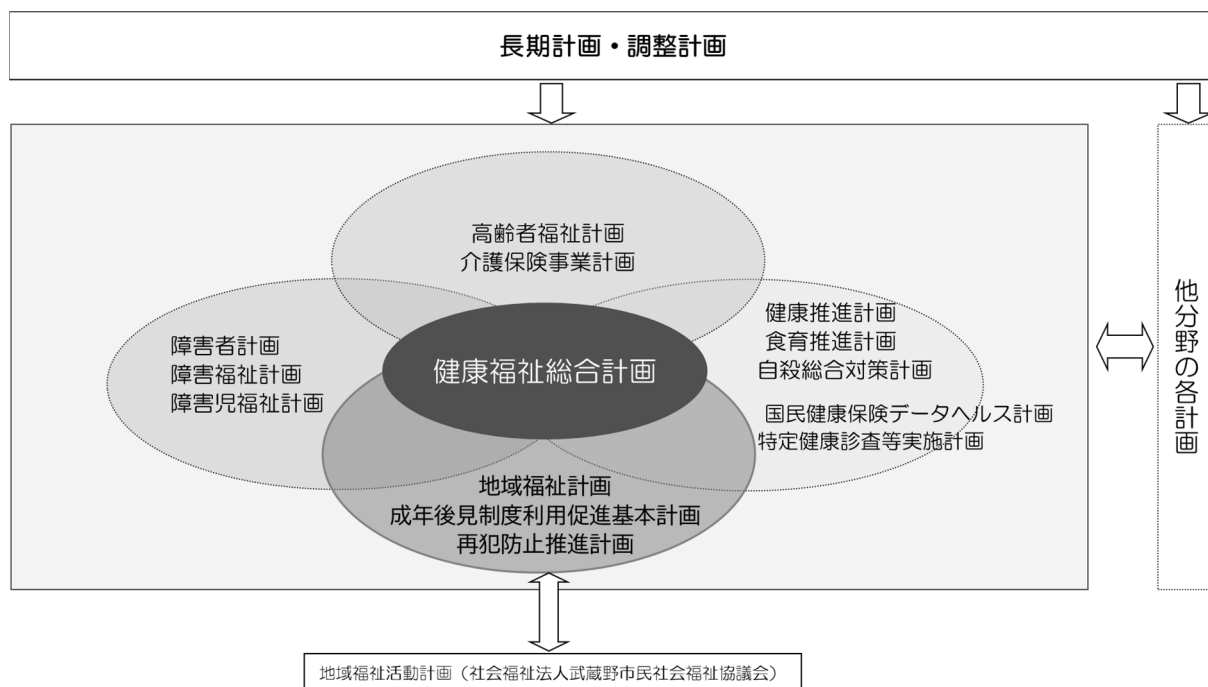 長期計画・調整計画
高齢者福祉計画
介護保険事業計画
障害者計画
障害福祉計画
障害児福祉計画
健康福祉総合計画
健康推進計画
食育推進計画
自殺総合対策計画
国民健康保険データヘルス計画
特定健康診査等実施計画
地域福祉計画
成年後見制度利用促進基本計画
再犯防止推進計画
他分野の各計画
地域福祉活動計画（社会福祉法人武蔵野市民社会福祉協議会）